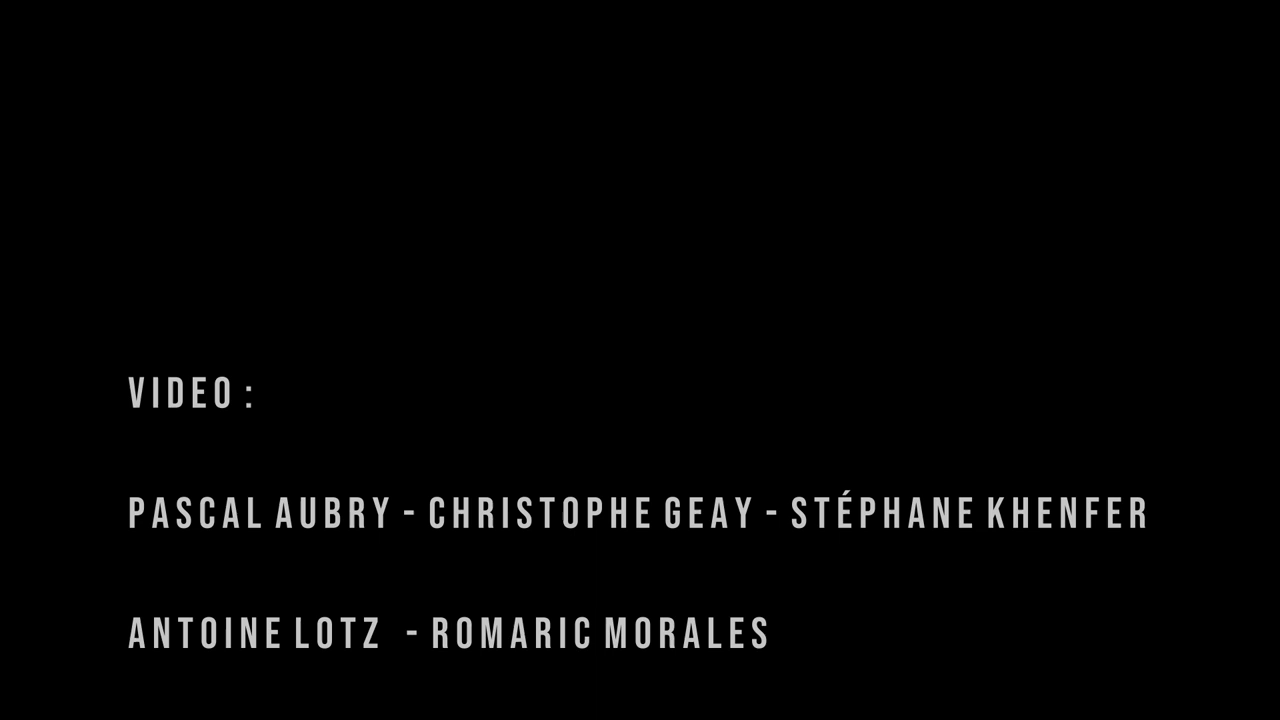 VIDEO :
PASCAL AUBRY - CHRISTOPHE GEAY - STÉPHANE KHENFER
ANTOINE LOTZ - ROMARIC MORALES